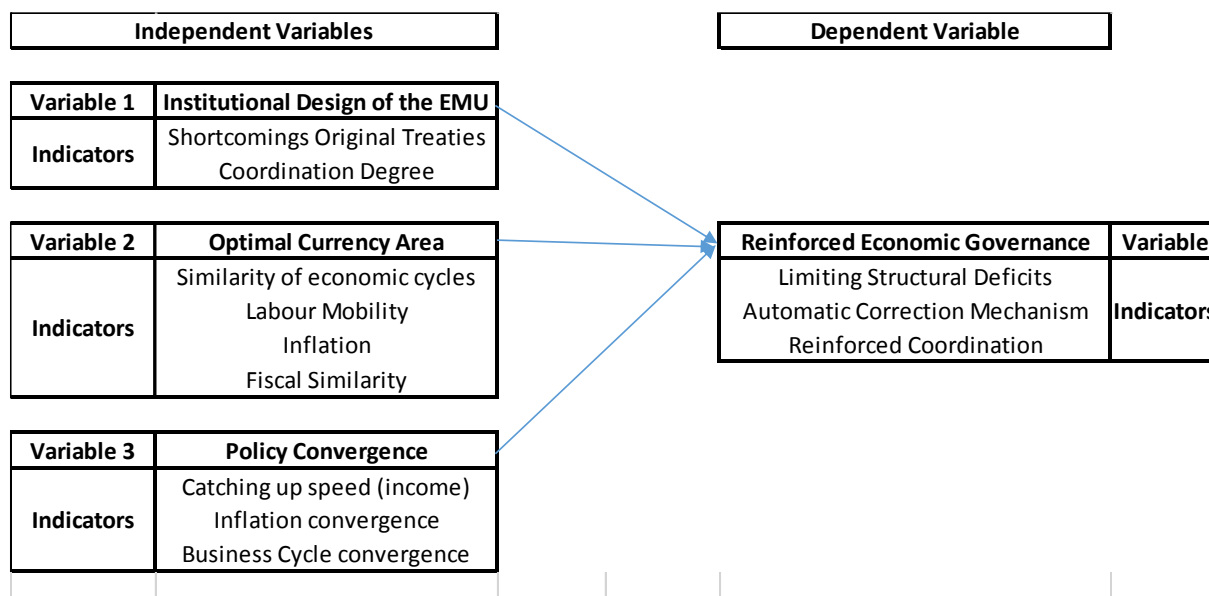 Independent Variables
Dependent Variable
Variable 1
Institutional Design of the EMU
Indicators
Shortcomings Original Treaties
Coordination Degree
Variable 2
Optimal Currency Area
Indicators
Similarity of economic cycles
Labour Mobility
Inflation
Fiscal Similarity
Reinforced Economic Governance
Variable
Limiting Structural Deficits
Automatic Correction Mechanism
Reinforced Coordination
Indicators
Variable 3
Policy Convergence
Indicators
Catching up speed (income)
Inflation convergence
Business Cycle convergence